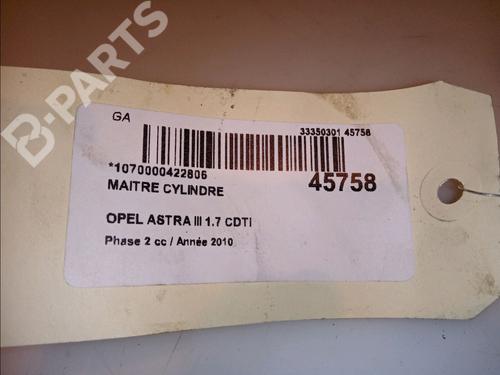 B-PARTS
GA
33350301 45758
*1070000422806
45758
MAITRE CYLINDRE
OPEL ASTRA III 1.7 CDTI
Phase 2 cc / Année 2010